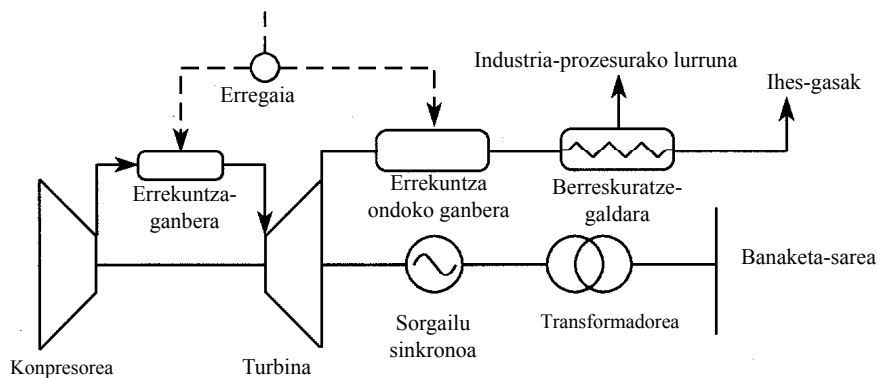 Industria-prozesurako lurruna
Ihes-gasak
Erregaia
Errekuntza-
ganbera
Errekuntza
ondoko ganbera
Berreskuratze-
galdara
Banaketa-sarea
Sorgailu
sinkronoa
Transformadorea
Konpresorea
Turbina